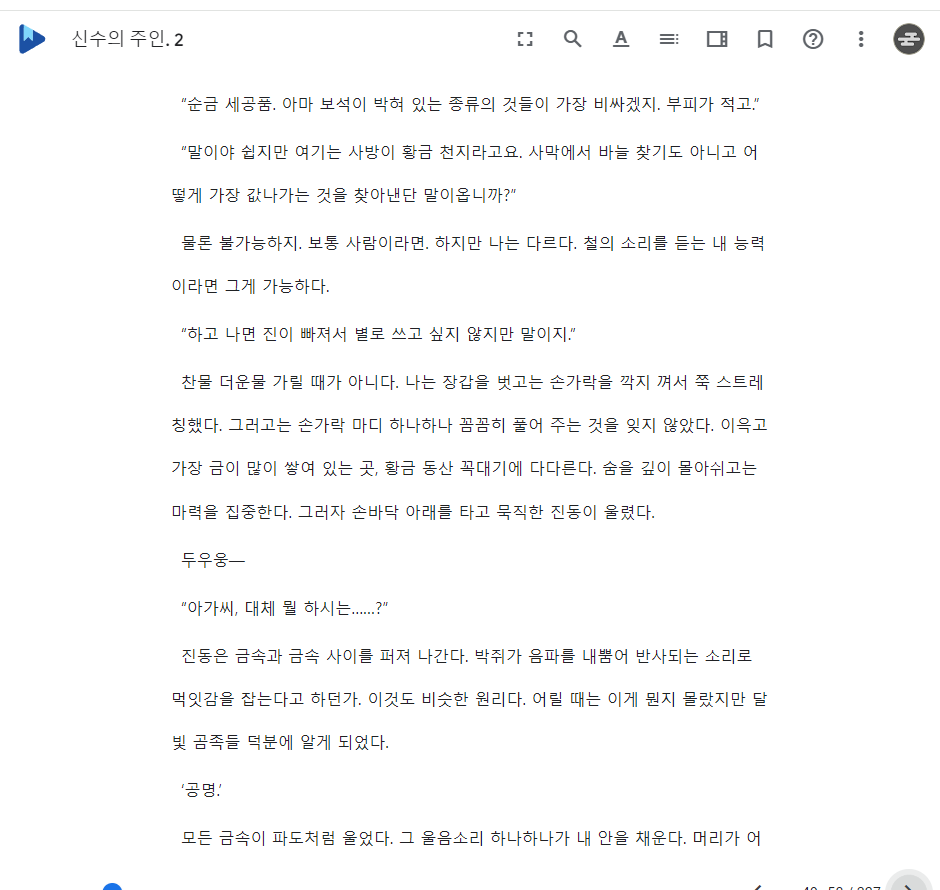 신수의 주인. 2
"순금 세공품. 아마 보석이 박혀 있는 종류의 것들이 가장 비싸겠지. 부피가 적고."
"말이야 쉽지만 여기는 사방이 황금 천지라고요. 사막에서 바늘 찾기도 아니고 어
떻게 가장 값나가는 것을 찾아낸단 말이옵니까?"
물론 불가능하지. 보통 사람이라면. 하지만 나는 다르다. 철의 소리를 듣는 내 능력
이라면 그게 가능하다.
"하고 나면 진이 빠져서 별로 쓰고 싶지 않지만 말이지."
찬물 더운물 가릴 때가 아니다. 나는 장갑을 벗고는 손가락을 깍지 껴서 쭉 스트레
칭했다. 그러고는 손가락 마디 하나하나 꼼꼼히 풀어 주는 것을 잊지 않았다. 이윽고
가장 금이 많이 쌓여 있는 곳, 황금 동산 꼭대기에 다다른다. 숨을 깊이 몰아쉬고는
마력을 집중한다. 그러자 손바닥 아래를 타고 묵직한 진동이 울렸다.
두우웅―
"아가씨, 대체 뭘 하시는……?"
진동은 금속과 금속 사이를 퍼져 나간다. 박쥐가 음파를 내뿜어 반사되는 소리로
먹잇감을 잡는다고 하던가. 이것도 비슷한 원리다. 어릴 때는 이게 뭔지 몰랐지만 달
빛 곰족들 덕분에 알게 되었다.
'공명.'
모든 금속이 파도처럼 울었다. 그 울음소리 하나하나가 내 안을 채운다. 머리가 어